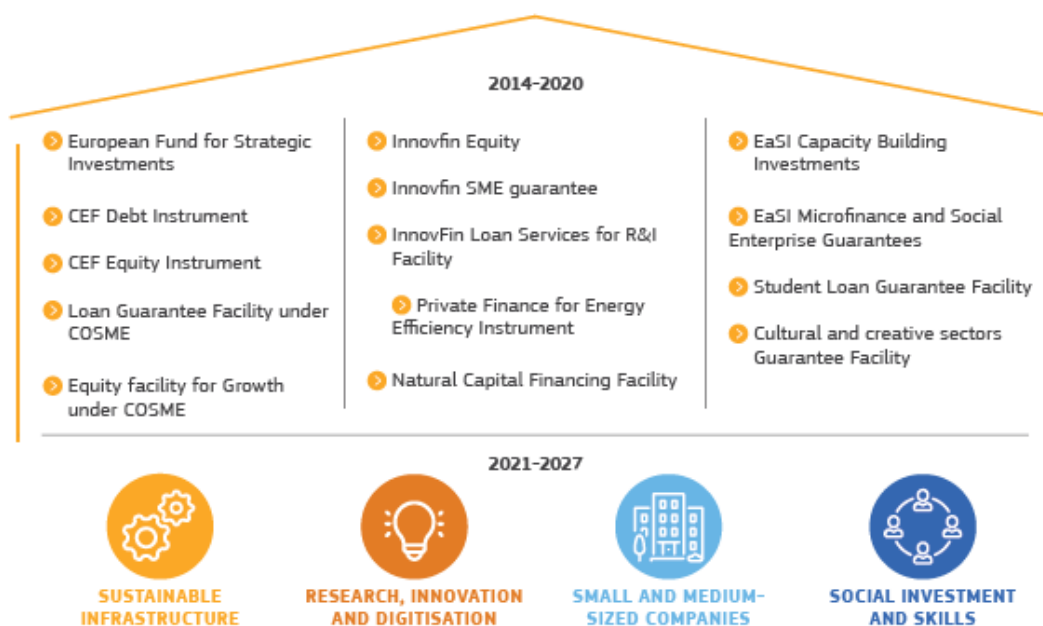 2014-2020
European Fund for Strategic
Investments
CEF Debt Instrument
CEF Equity Instrument
Loan Guarantee Facility under
COSME
Equity facility for Growth
under COSME
Innovfin Equity
Innovfin SME guarantee
InnovFin Loan Services for R&I
Facility
Private Finance for Energy
Efficiency Instrument
Natural Capital Financing Facility
EaSI Capacity Building
Investments
EaSI Microfinance and Social
Enterprise Guarantees
Student Loan Guarantee Facility
Cultural and creative sectors
Guarantee Facility
2021-2027
SUSTAINABLE
INFRASTRUCTURE
RESEARCH, INNOVATION
AND DIGITISATION
SMALL AND MEDIUM-
SIZED COMPANIES
SOCIAL INVESTMENT
AND SKILLS